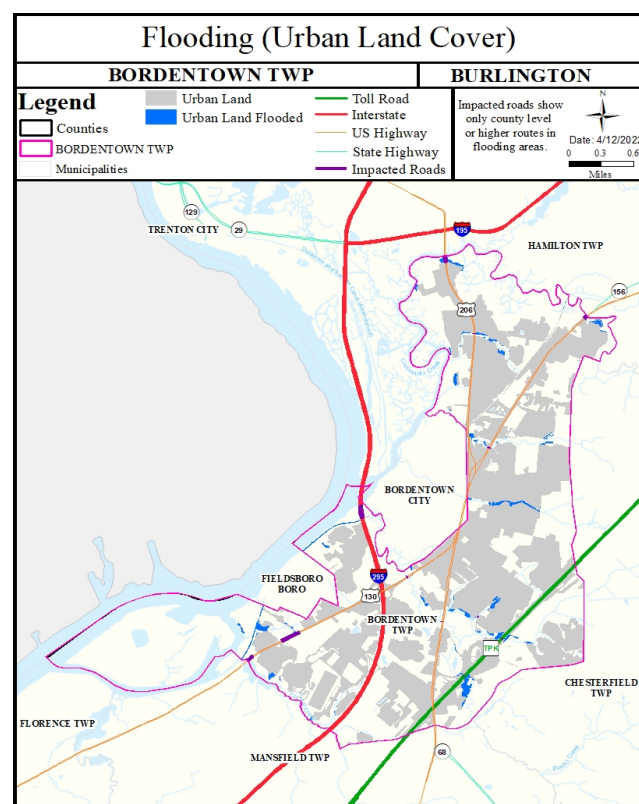 Flooding (Urban Land Cover)
BORDENTOWN TWP
BURLINGTON
Legend
Counties
BORDENTOWN TWP
Municipalities
Urban Land
Urban Land Flooded
Toll Road
Interstate
US Highway
State Highway
Impacted Roads
Impacted roads show
only county level
or higher routes in
flooding areas.
N
Date: 4/12/2022
0 0.3 0.6
Miles
129
TRENTON CITY
29
195
HAMILTON TWP
156
206
BORDENTOWN
CITY
FIELDSBORO
BORO
295
130
BORDENTOWN
TWP
TPK
CHESTERFIELD
TWP
FLORENCE TWP
MANSFIELD TWP
68